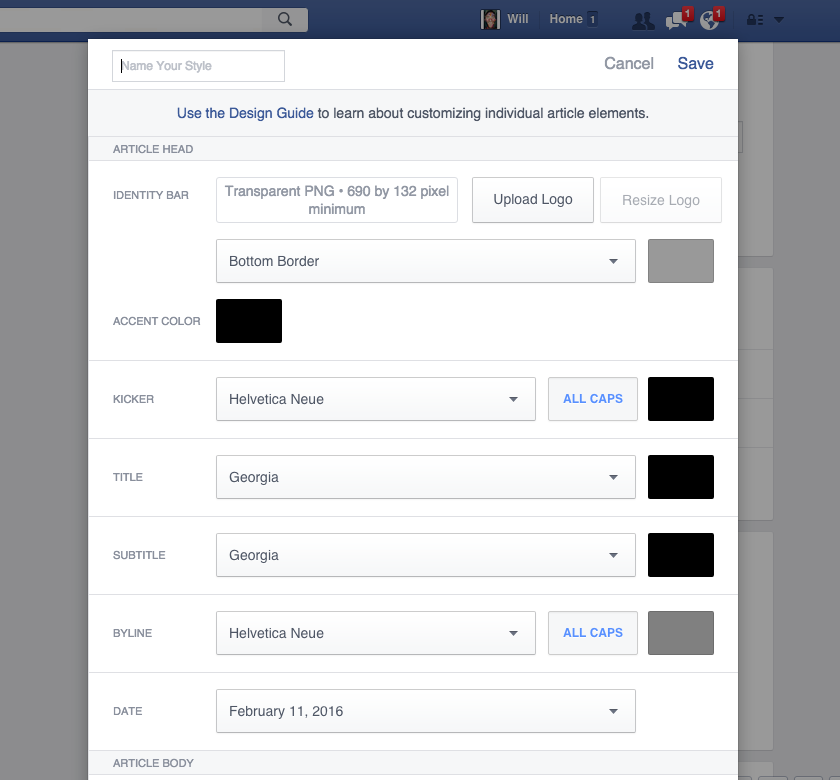 Will
Home 1
1
1
Name Your Style
Cancel
Save
Use the Design Guide to learn about customizing individual article elements.
ARTICLE HEAD
IDENTITY BAR
Transparent PNG • 690 by 132 pixel
minimum
Upload Logo
Resize Logo
Bottom Border
ACCENT COLOR
KICKER
Helvetica Neue
ALL CAPS
TITLE
Georgia
SUBTITLE
Georgia
BYLINE
Helvetica Neue
ALL CAPS
DATE
February 11, 2016
ARTICLE BODY